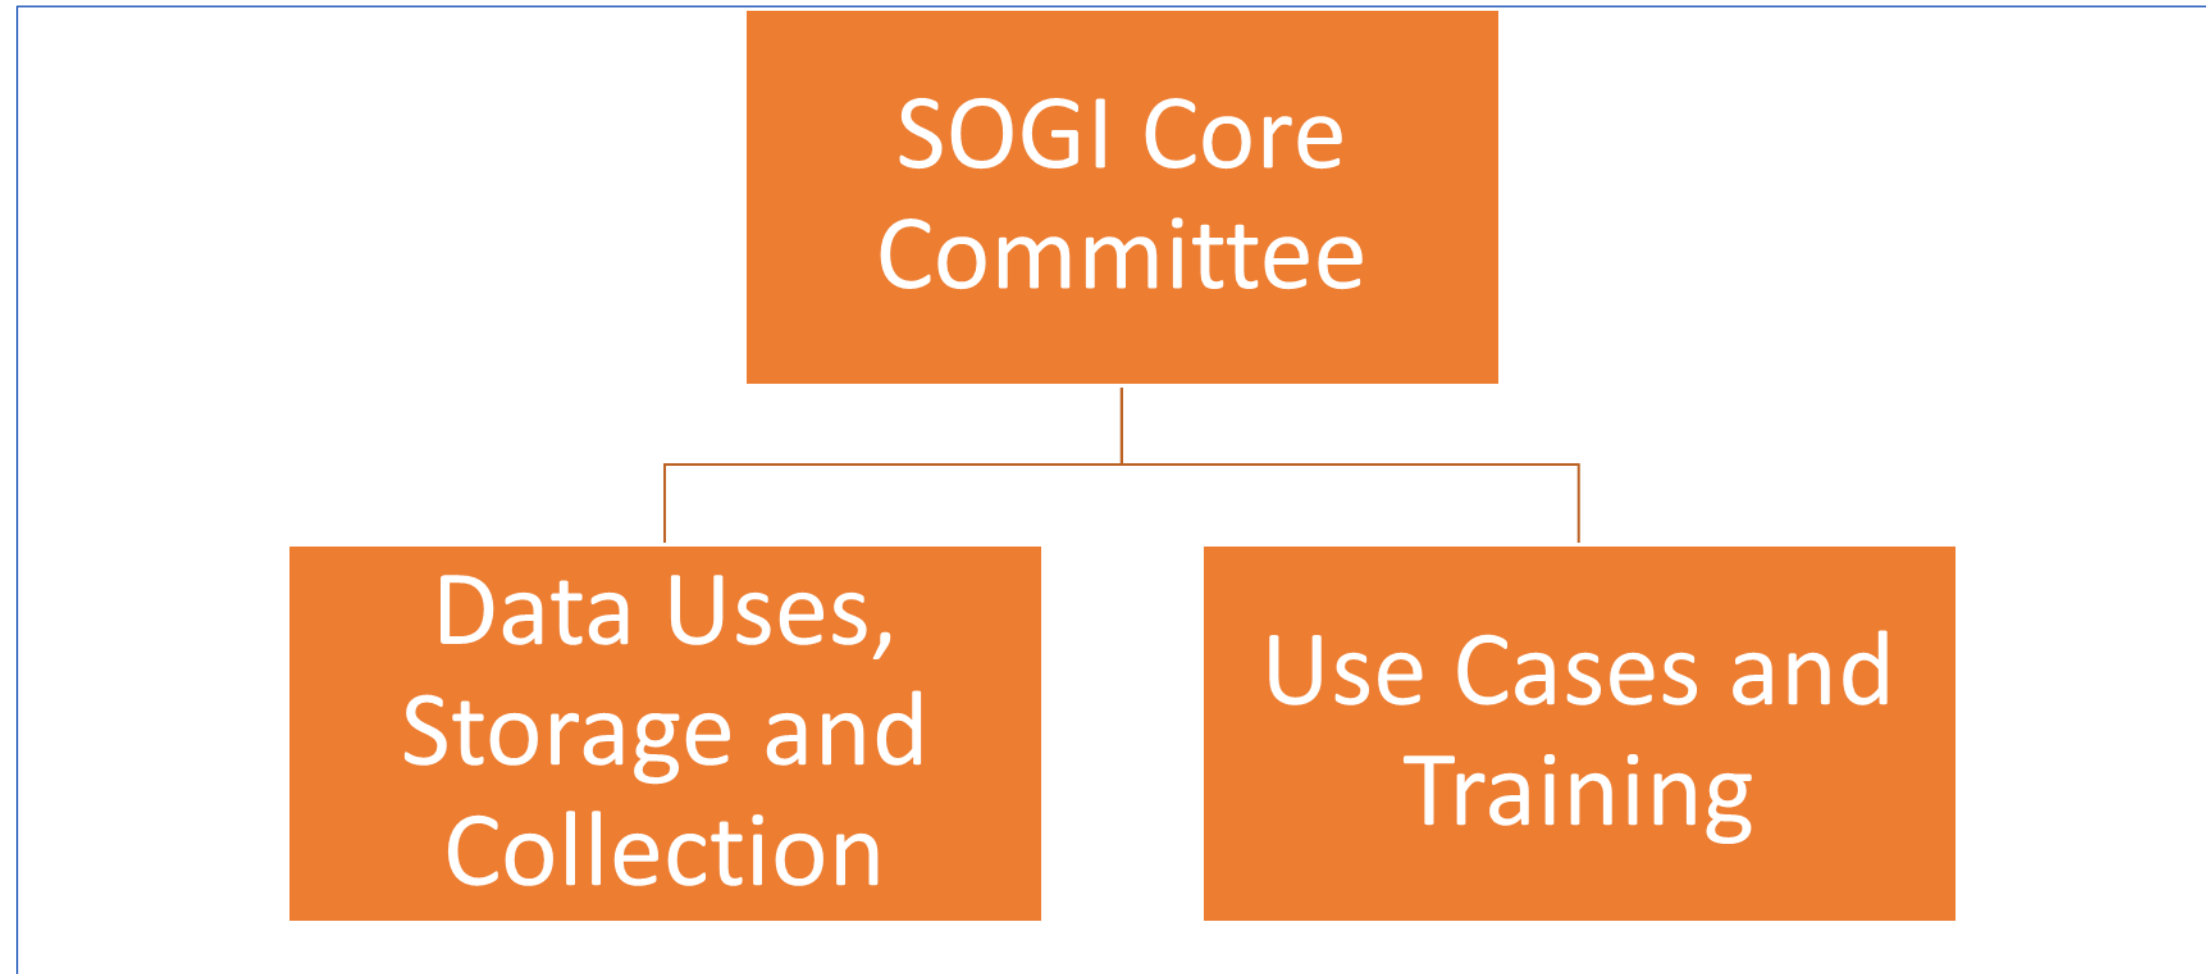 SOGI Core
Committee
Data Uses,
Storage and
Collection
Use Cases and
Training